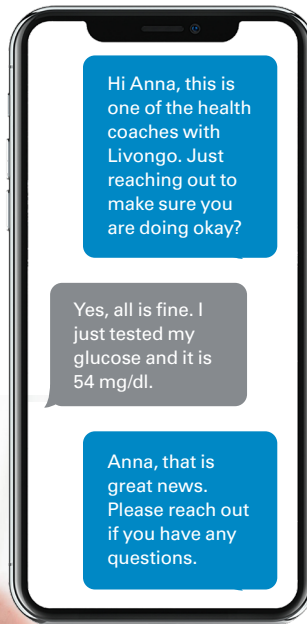 Hi Anna, this is
one of the health
coaches with
Livongo. Just
reaching out to
make sure you
are doing okay?
Yes, all is fine. I
just tested my
glucose and it is
54 mg/dl.
Anna, that is
great news.
Please reach out
if you have any
questions.